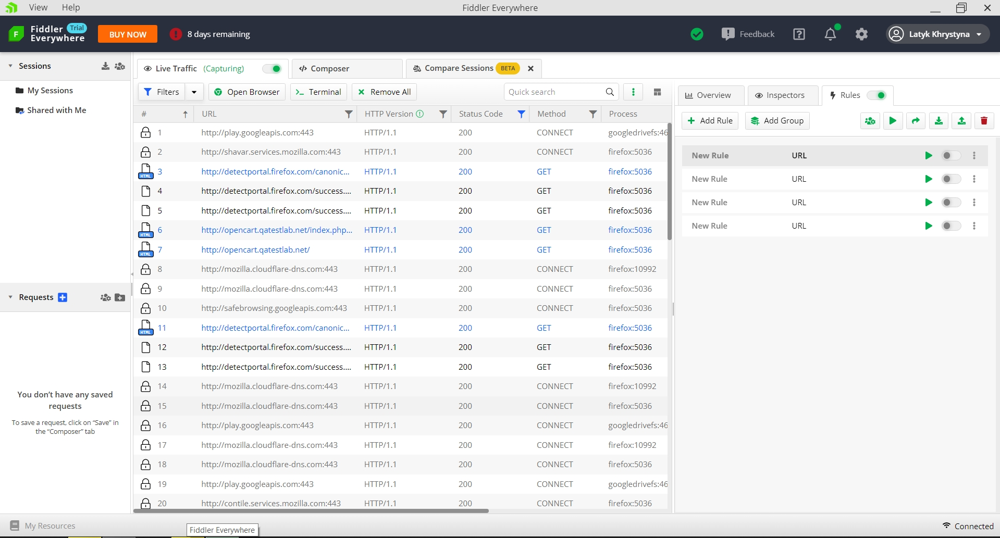 View Help Fiddler Everywhere
Fiddler Everywhere Trial BUY NOW 8 days remaining Feedback Latyk Khrystyna
Sessions
My Sessions
Shared with Me
Requests
You don’t have any saved
requests
To save a request, click on “Save” in
the “Composer” tab
Live Traffic (Capturing) Composer Compare Sessions BETA
Filters Open Browser Terminal Remove All Quick search
# URL HTTP Version Status Code Method Process
1 http://play.googleapis.com:443 HTTP/1.1 200 CONNECT googledrivefs:46
2 http://shavar.services.mozilla.com:443 HTTP/1.1 200 CONNECT firefox:5036
HTML 3 http://detectportal.firefox.com/canonic... HTTP/1.1 200 GET firefox:5036
4 http://detectportal.firefox.com/success.... HTTP/1.1 200 GET firefox:5036
5 http://detectportal.firefox.com/success.... HTTP/1.1 200 GET firefox:5036
HTML 6 http://opencart.qatestlab.net/index.php... HTTP/1.1 200 GET firefox:5036
HTML 7 http://opencart.qatestlab.net/ HTTP/1.1 200 GET firefox:5036
8 http://mozilla.cloudflare-dns.com:443 HTTP/1.1 200 CONNECT firefox:10992
9 http://mozilla.cloudflare-dns.com:443 HTTP/1.1 200 CONNECT firefox:5036
10 http://safebrowsing.googleapis.com:443 HTTP/1.1 200 CONNECT firefox:5036
HTML 11 http://detectportal.firefox.com/canonic... HTTP/1.1 200 GET firefox:5036
12 http://detectportal.firefox.com/success.... HTTP/1.1 200 GET firefox:5036
13 http://detectportal.firefox.com/success.... HTTP/1.1 200 GET firefox:5036
14 http://mozilla.cloudflare-dns.com:443 HTTP/1.1 200 CONNECT firefox:10992
15 http://mozilla.cloudflare-dns.com:443 HTTP/1.1 200 CONNECT firefox:5036
16 http://play.googleapis.com:443 HTTP/1.1 200 CONNECT googledrivefs:46
17 http://mozilla.cloudflare-dns.com:443 HTTP/1.1 200 CONNECT firefox:10992
18 http://mozilla.cloudflare-dns.com:443 HTTP/1.1 200 CONNECT firefox:5036
19 http://play.googleapis.com:443 HTTP/1.1 200 CONNECT googledrivefs:46
20 http://contile.services.mozilla.com:443 HTTP/1.1 200 CONNECT firefox:5036
Overview Inspectors Rules
Add Rule Add Group
New Rule URL
New Rule URL
New Rule URL
New Rule URL
My Resources Fiddler Everywhere Connected